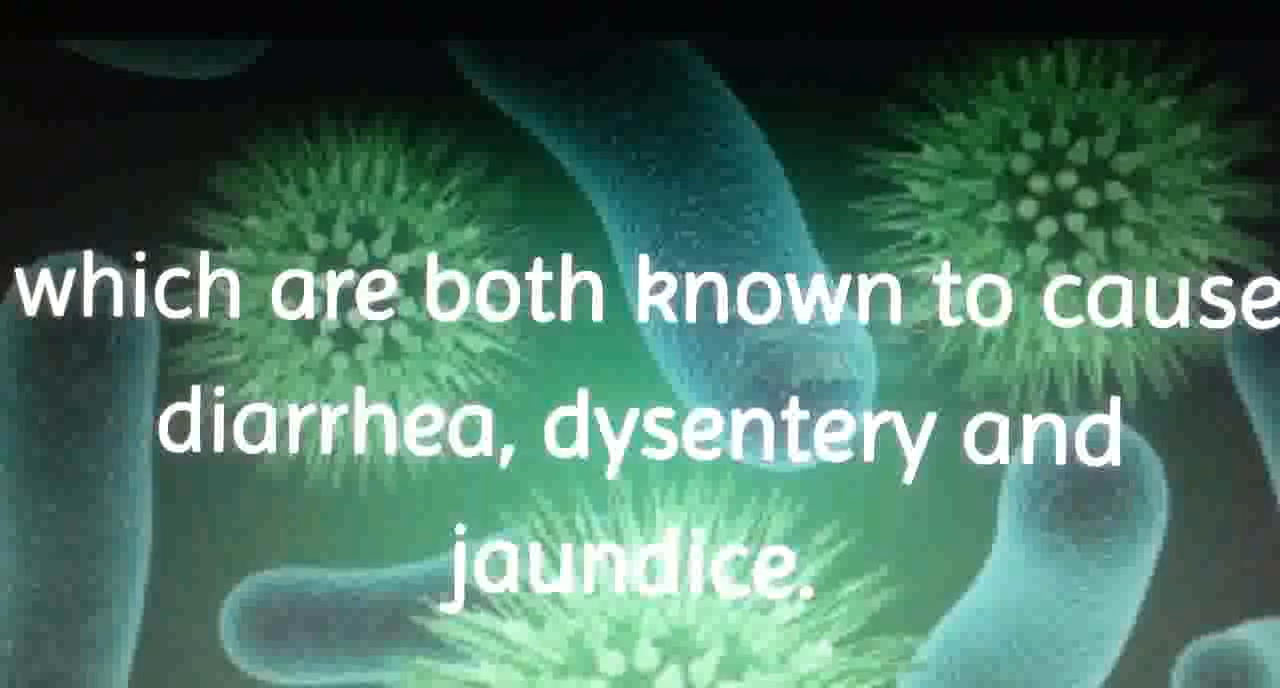 which are both known to cause
diarrhea, dysentery and
jaundice.